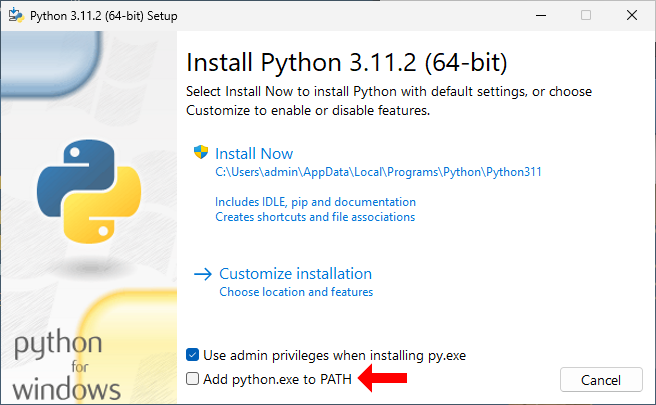 Python 3.11.2 (64-bit) Setup
Install Python 3.11.2 (64-bit)
Select Install Now to install Python with default settings, or choose
Customize to enable or disable features.
Install Now
C:\Users\admin\AppData\Local\Programs\Python\Python311
Includes IDLE, pip and documentation
Creates shortcuts and file associations
Customize installation
Choose location and features
python
for
windows
Use admin privileges when installing py.exe
Add python.exe to PATH
Cancel